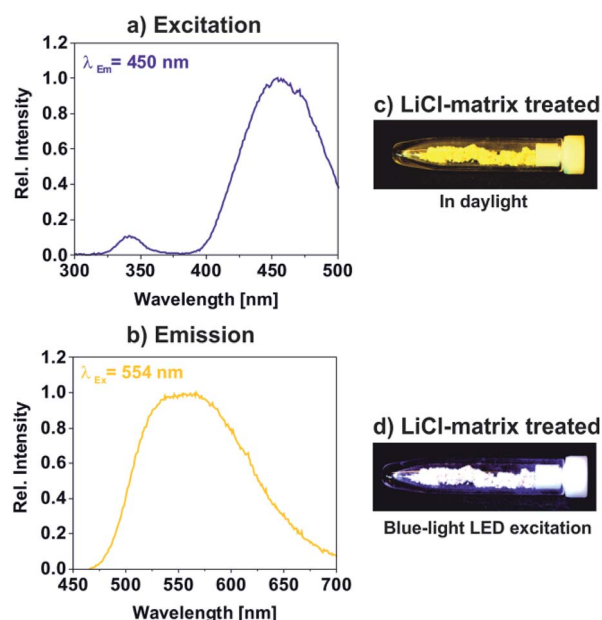 a) Excitation
λ Em = 450 nm
Rel. Intensity
1.2
1.0
0.8
0.6
0.4
0.2
0.0
300 350 400 450 500
Wavelength [nm]
c) LiCl-matrix treated
In daylight
b) Emission
λ Ex = 554 nm
Rel. Intensity
1.2
1.0
0.8
0.6
0.4
0.2
0.0
450 500 550 600 650 700
Wavelength [nm]
d) LiCl-matrix treated
Blue-light LED excitation